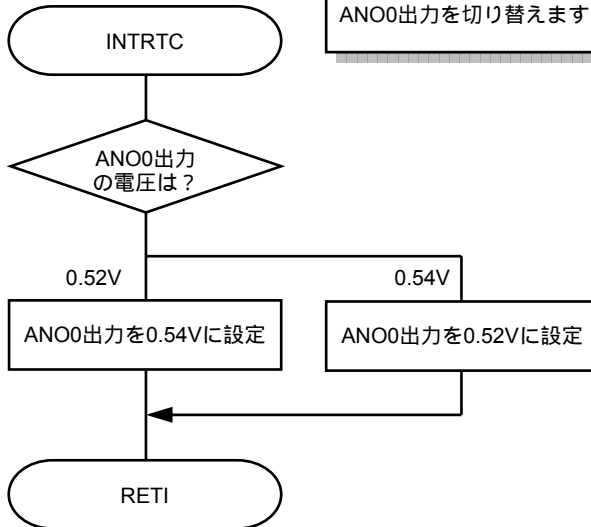 ANO0出力を切り替えます
INTRTC
ANO0出力
の電圧は？
0.52V
0.54V
ANO0出力を0.54Vに設定
ANO0出力を0.52Vに設定
RETI